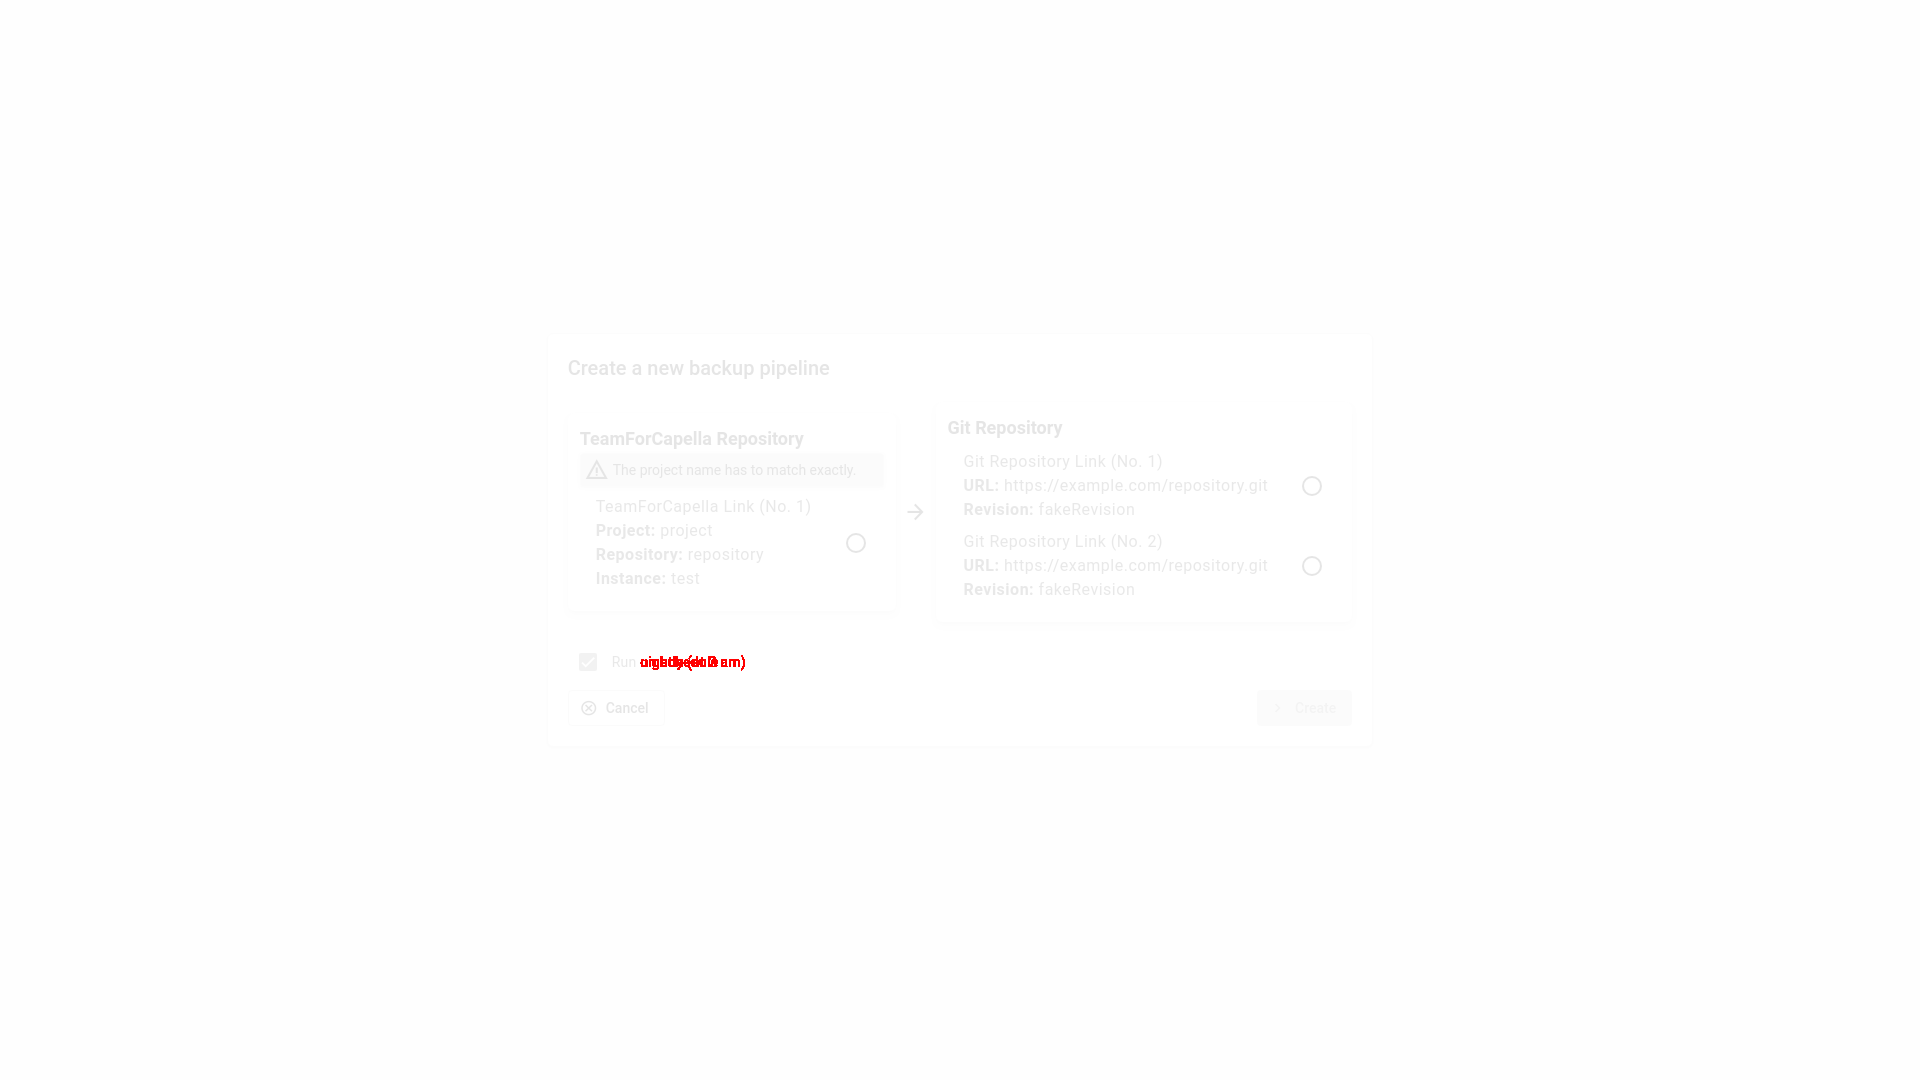 Create a new backup pipeline
TeamForCapella Repository
The project name has to match exactly.
TeamForCapella Link (No. 1)
Project: project
Repository: repository
Instance: test
Git Repository
Git Repository Link (No. 1)
URL: https://example.com/repository.git
Revision: fakeRevision
Git Repository Link (No. 2)
URL: https://example.com/repository.git
Revision: fakeRevision
Run
Cancel
Create